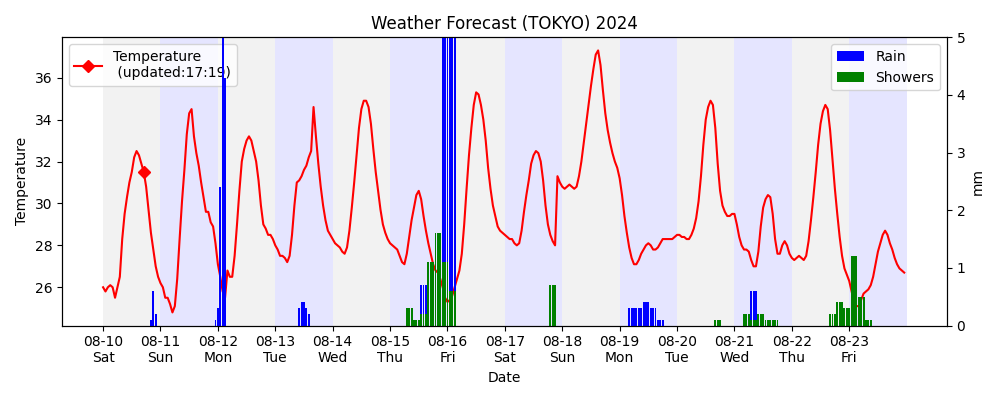 Weather Forecast (TOKYO) 2024
Temperature
(updated:17:19)
Rain
Showers
Temperature
36
34
32
30
28
26
5
4
3
2
1
0
mm
08-10 08-11 08-12 08-13 08-14 08-15 08-16 08-17 08-18 08-19 08-20 08-21 08-22 08-23
Sat Sun Mon Tue Wed Thu Fri Sat Sun Mon Tue Wed Thu Fri
Date